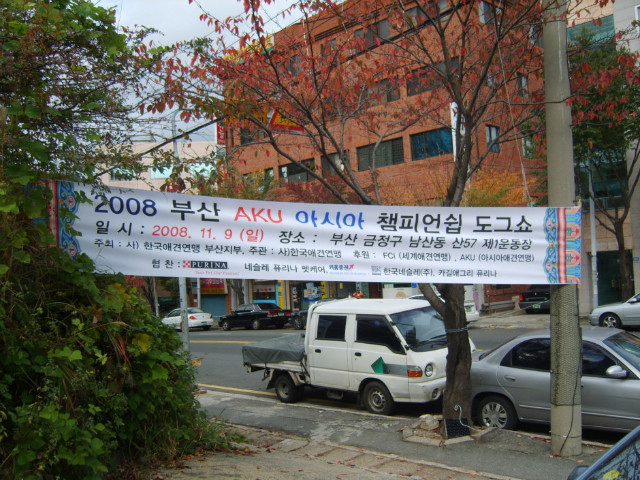 2008 부산 AKU 아시아 챔피언쉽 도그쇼
일 시 : 2008. 11. 9 (일) 장소 : 부산 금정구 남산동 산57 제1운동장
주최 : 사) 한국애견연맹 부산지부, 주관 : 사) 한국애견연맹 후원 : FCI (세계애견연맹) , AKU (아시아애견연맹)
협 찬 : PURINA 네슬레 퓨리나 펫케어, 한국네슬레(주), 카길애그리 퓨리나